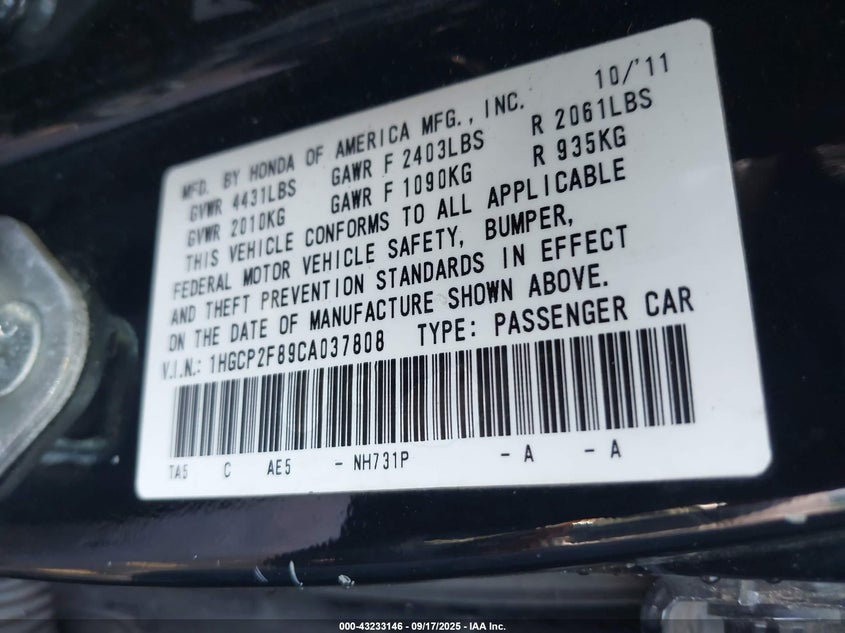 10/'11
MFD. BY HONDA OF AMERICA MFG., INC.
GVWR 4431LBS GAWR F 2403LBS R 2061LBS
GVWR 2010KG GAWR F 1090KG R 935KG
THIS VEHICLE CONFORMS TO ALL APPLICABLE
FEDERAL MOTOR VEHICLE SAFETY, BUMPER,
AND THEFT PREVENTION STANDARDS IN EFFECT
ON THE DATE OF MANUFACTURE SHOWN ABOVE.
V.I.N.: 1HGCP2F89CA037808 TYPE: PASSENGER CAR
TA5 C AE5 - NH731P - A - A
000-43233146 - 09/17/2025 - IAA Inc.